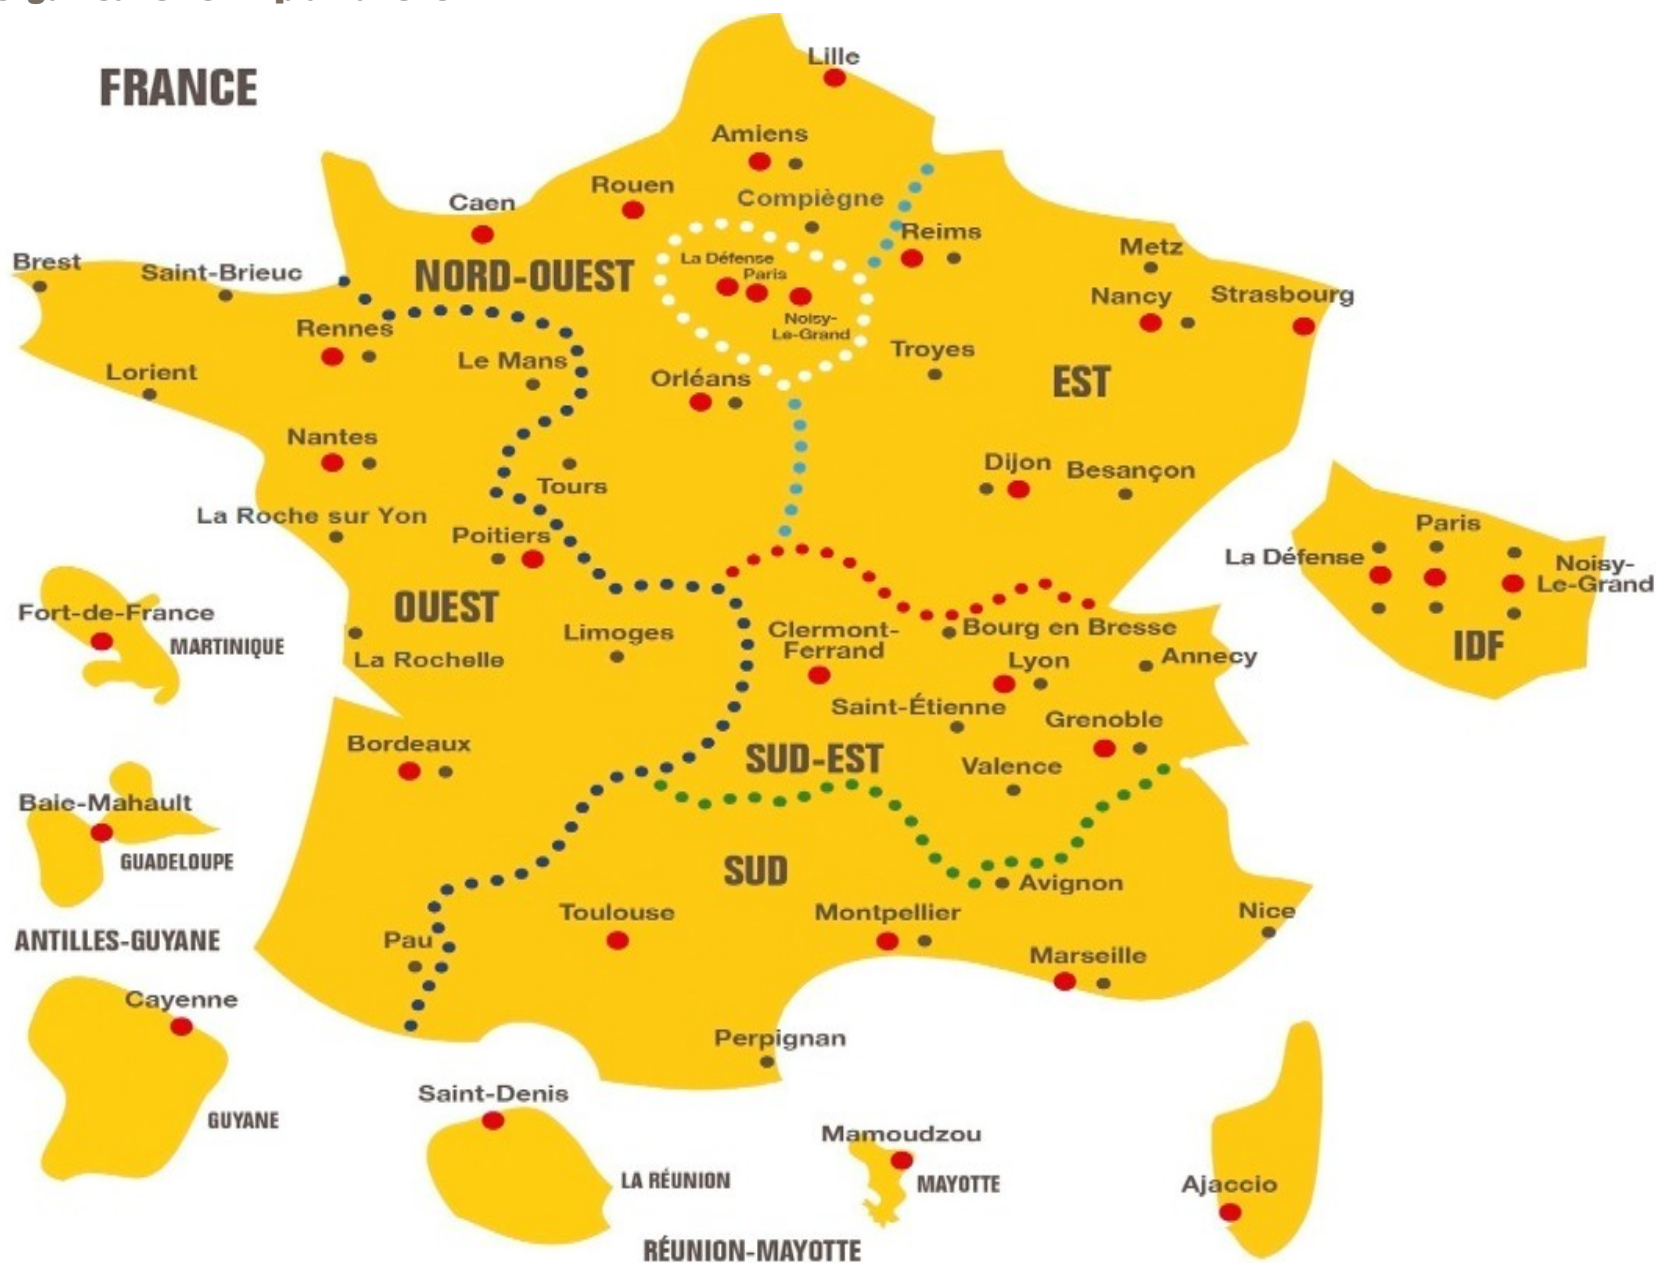 FRANCE
Lille
Amiens
Rouen
Compiègne
Caen
Reims
Metz
Brest
Saint-Brieuc
NORD-OUEST
La Défense
Paris
Nancy
Strasbourg
Noisy-
Le-Grand
Rennes
Le Mans
Troyes
Lorient
Orléans
EST
Nantes
Dijon
Besançon
Tours
La Roche sur Yon
Poitiers
Paris
La Défense
Noisy-
Le-Grand
IDF
Fort-de-France
MARTINIQUE
OUEST
Limoges
Clermont-
Ferrand
Bourg en Bresse
La Rochelle
Lyon
Annecy
Saint-Étienne
Grenoble
Bordeaux
SUD-EST
Valence
Baie-Mahault
GUADELOUPE
SUD
Avignon
ANTILLES-GUYANE
Pau
Toulouse
Montpellier
Nice
Marseille
Cayenne
GUYANE
Perpignan
Saint-Denis
LA RÉUNION
Mamoudzou
MAYOTTE
Ajaccio
RÉUNION-MAYOTTE